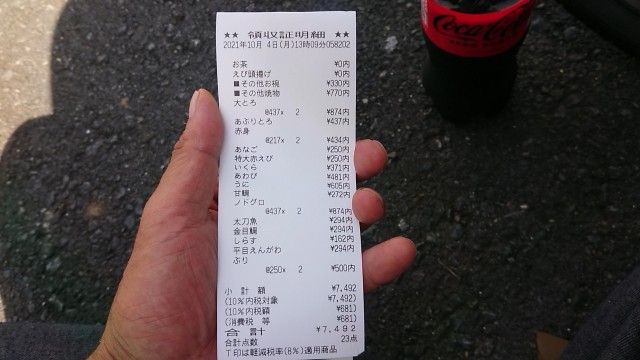 ★★ 領収証明細 ★★
2021年10月 4日(月)13時09分058202
お茶 ¥0円
えび頭揚げ ¥0円
■その他お椀 ¥330円
■その他焼物 ¥770円
大とろ
@437x 2 ¥874円
あぶりとろ ¥437円
赤身
@217x 2 ¥434円
あなご ¥250円
特大赤えび ¥250円
いくら ¥371円
あわび ¥481円
うに ¥605円
甘鯛 ¥272円
ノドグロ
@437x 2 ¥874円
太刀魚 ¥294円
金目鯛 ¥294円
しらす ¥162円
平目えんがわ ¥294円
ぶり
@250x 2 ¥500円
小 計 額 ¥7,492
(10%内税対象 ¥7,492)
(10%内税額 ¥681)
(消費税 等 ¥681)
合 計 ¥7,492
合計点数 23点
T印は軽減税率(8%)適用商品
Coca-Cola